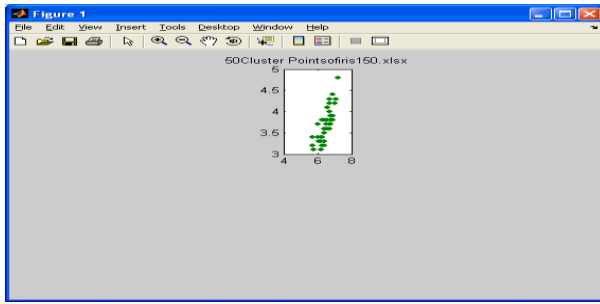 Figure 1
File Edit View Insert Tools Desktop Window Help
50Cluster Pointsofiris150.xlsx
5
4.5
4
3.5
3
4 6 8